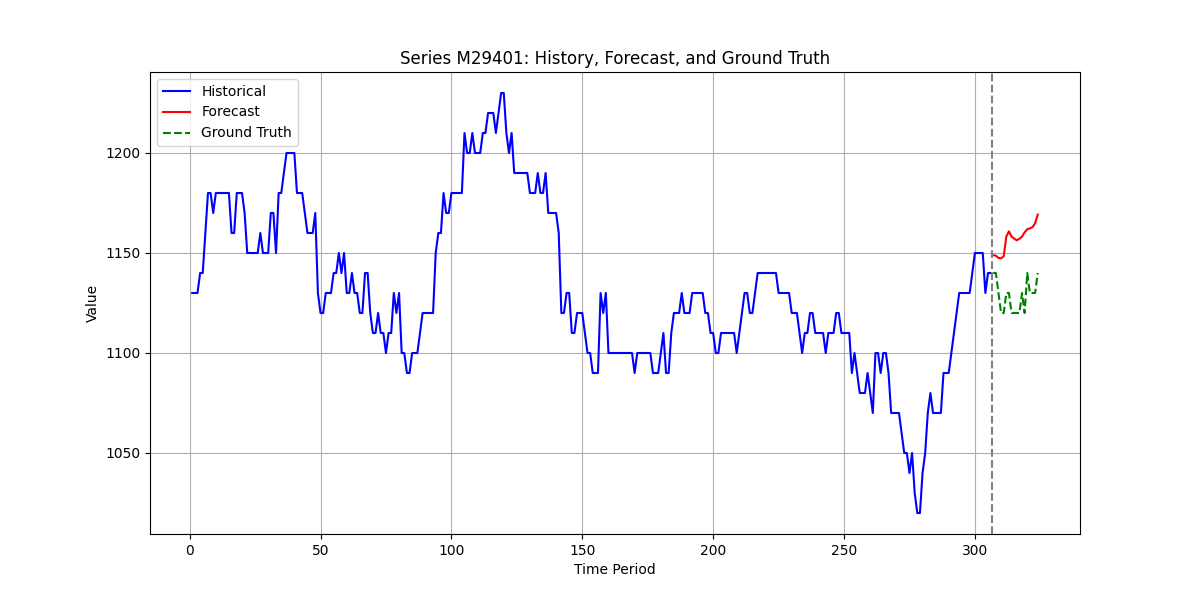 Series M29401: History, Forecast, and Ground Truth
Historical
Forecast
Ground Truth
1200
1150
1100
1050
Value
0 50 100 150 200 250 300
Time Period